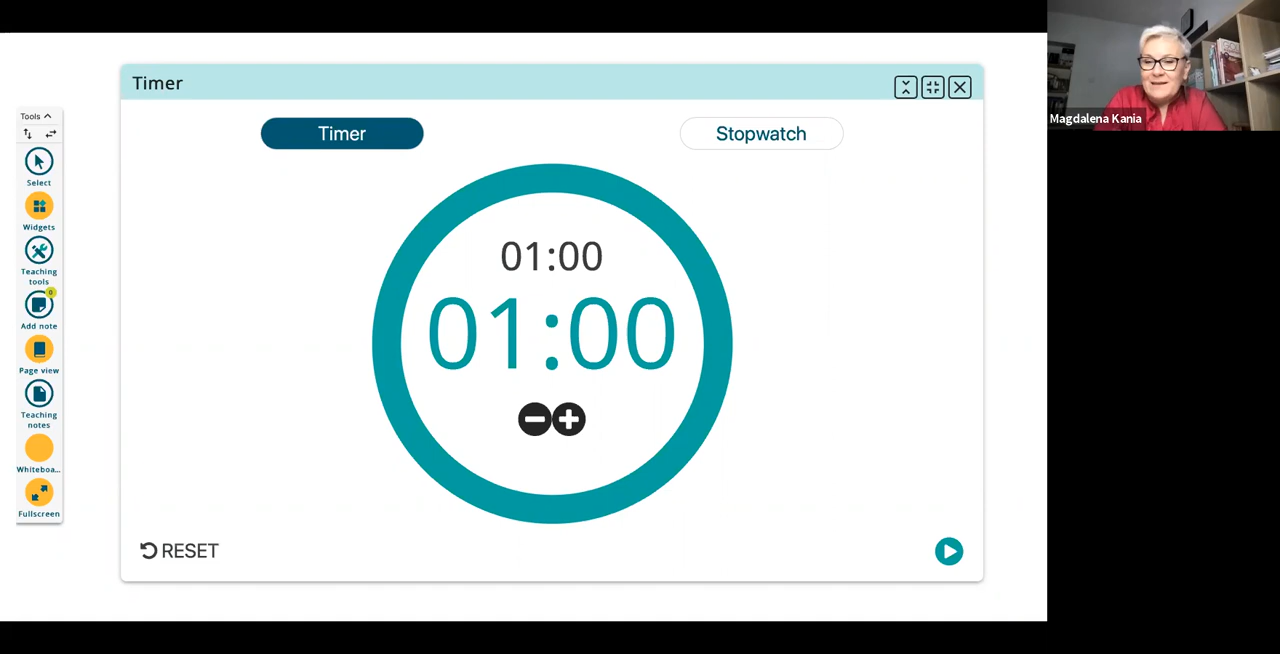 Timer
Tools
Select
Widgets
Teaching
tools
0
Add note
Page view
Teaching
notes
Whiteboa...
Fullscreen
Timer
Stopwatch
01:00
01:00
RESET
Magdalena Kania